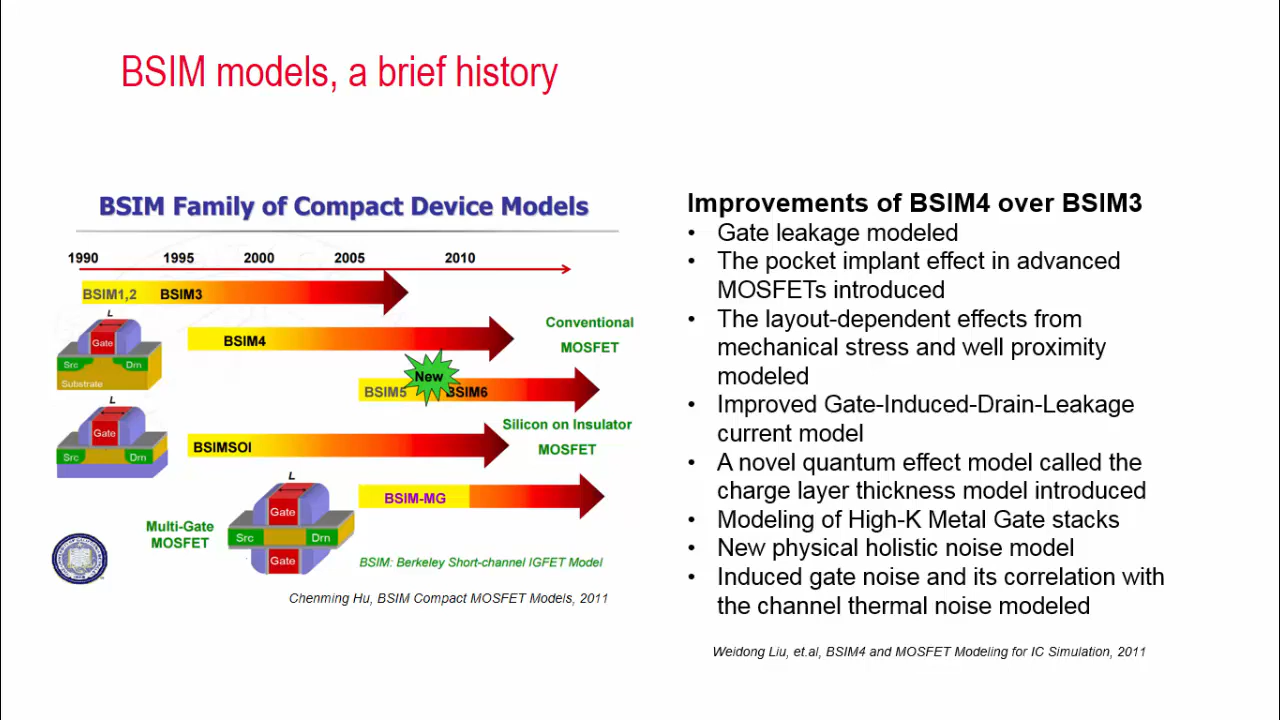 BSIM models, a brief history
BSIM Family of Compact Device Models
1990 1995 2000 2005 2010
BSIM1,2 BSIM3
L
Gate
Src Drn
Substrate
BSIM4
Conventional
MOSFET
New
BSIM5 BSIM6
L
Gate
Src Drn
BSIMSOI
Silicon on Insulator
MOSFET
L
Gate
Src Drn
Gate
BSIM-MG
Multi-Gate
MOSFET
BSIM: Berkeley Short-channel IGFET Model
Chenming Hu, BSIM Compact MOSFET Models, 2011
Improvements of BSIM4 over BSIM3
• Gate leakage modeled
• The pocket implant effect in advanced
MOSFETs introduced
• The layout-dependent effects from
mechanical stress and well proximity
modeled
• Improved Gate-Induced-Drain-Leakage
current model
• A novel quantum effect model called the
charge layer thickness model introduced
• Modeling of High-K Metal Gate stacks
• New physical holistic noise model
• Induced gate noise and its correlation with
the channel thermal noise modeled
Weidong Liu, et.al, BSIM4 and MOSFET Modeling for IC Simulation, 2011